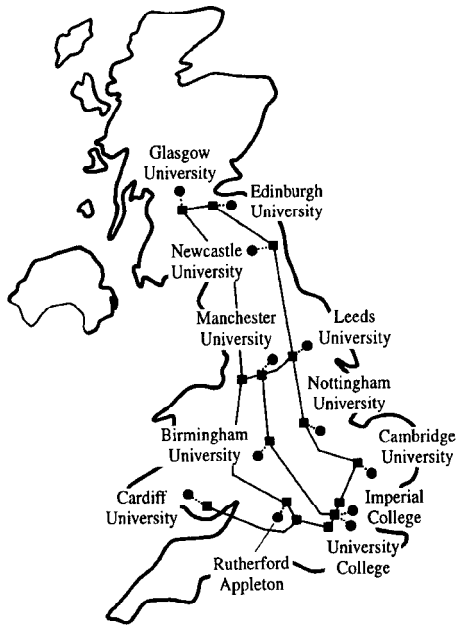 Glasgow
University
Edinburgh
University
Newcastle
University
Manchester
University
Leeds
University
Nottingham
University
Birmingham
University
Cambridge
University
Cardiff
University
Imperial
College
University
College
Rutherford
Appleton